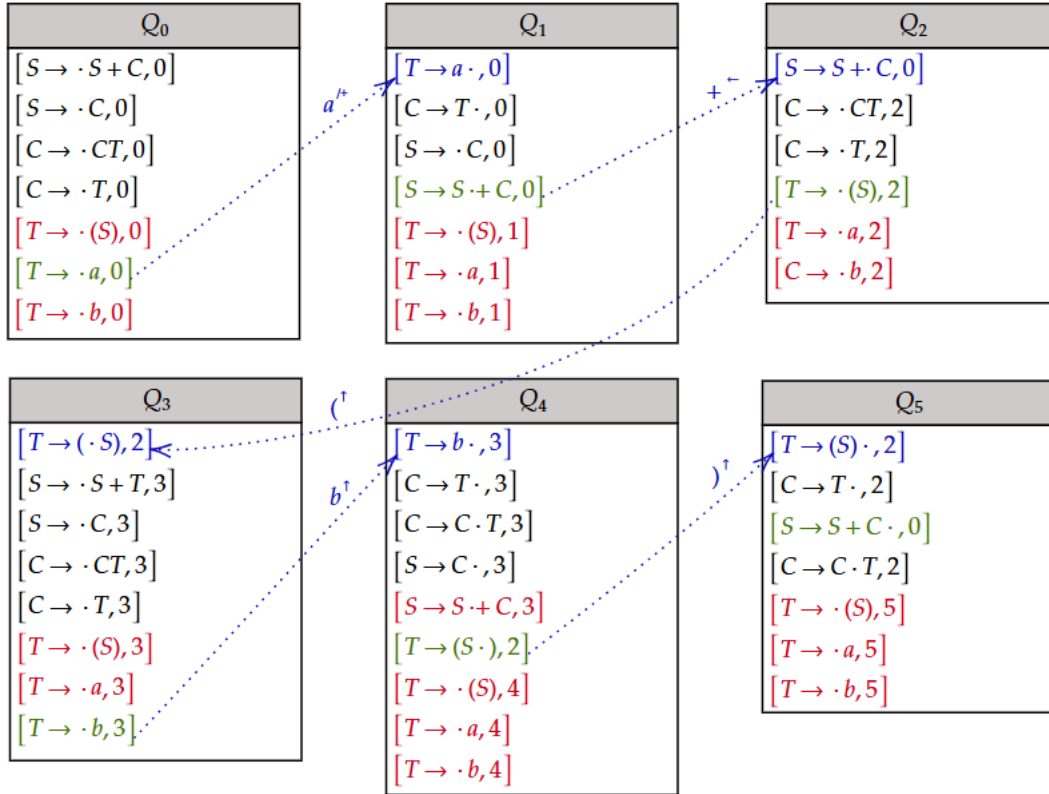 Q₀
[S → · S + C, 0]
[S → · C, 0]
[C → · CT, 0]
[C → · T, 0]
[T → · (S), 0]
[T → · a, 0]
[T → · b, 0]
Q₁
[T → a ·, 0]
[C → T ·, 0]
[S → · C, 0]
[S → S · + C, 0]
[T → · (S), 1]
[T → · a, 1]
[T → · b, 1]
Q₂
[S → S + · C, 0]
[C → · CT, 2]
[C → · T, 2]
[T → · (S), 2]
[T → · a, 2]
[C → · b, 2]
+ ←
( ↑
Q₃
[T → ( · S), 2]
[S → · S + T, 3]
[S → · C, 3]
[C → · CT, 3]
[C → · T, 3]
[T → · (S), 3]
[T → · a, 3]
[T → · b, 3]
b ↑
Q₄
[T → b ·, 3]
[C → T ·, 3]
[C → C · T, 3]
[S → C ·, 3]
[S → S · + C, 3]
[T → (S · ), 2]
[T → · (S), 4]
[T → · a, 4]
[T → · b, 4]
) ↑
Q₅
[T → (S) ·, 2]
[C → T ·, 2]
[S → S + C ·, 0]
[C → C · T, 2]
[T → · (S), 5]
[T → · a, 5]
[T → · b, 5]